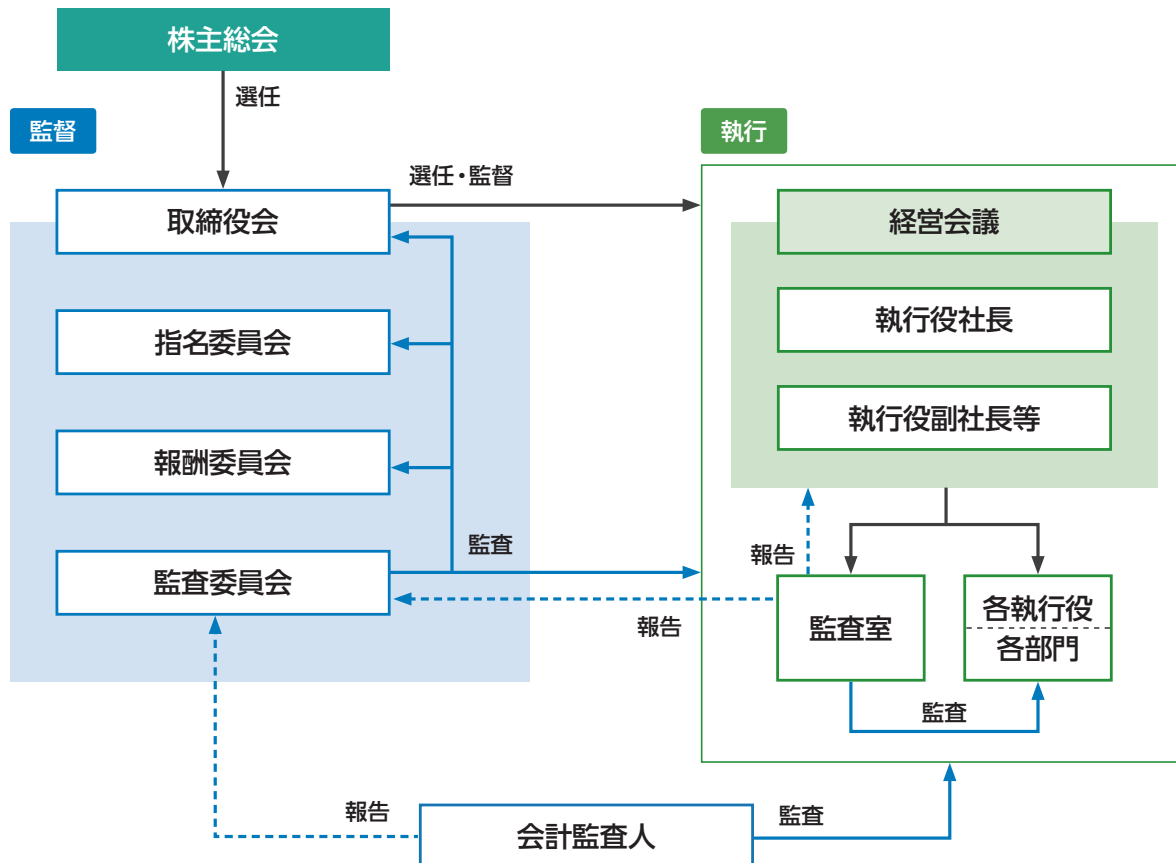 株主総会
選任
監督
執行
選任・監督
取締役会
経営会議
指名委員会
執行役社長
執行役副社長等
報酬委員会
監査
報告
監査委員会
報告
監査室
各執行役
各部門
監査
報告
会計監査人
監査